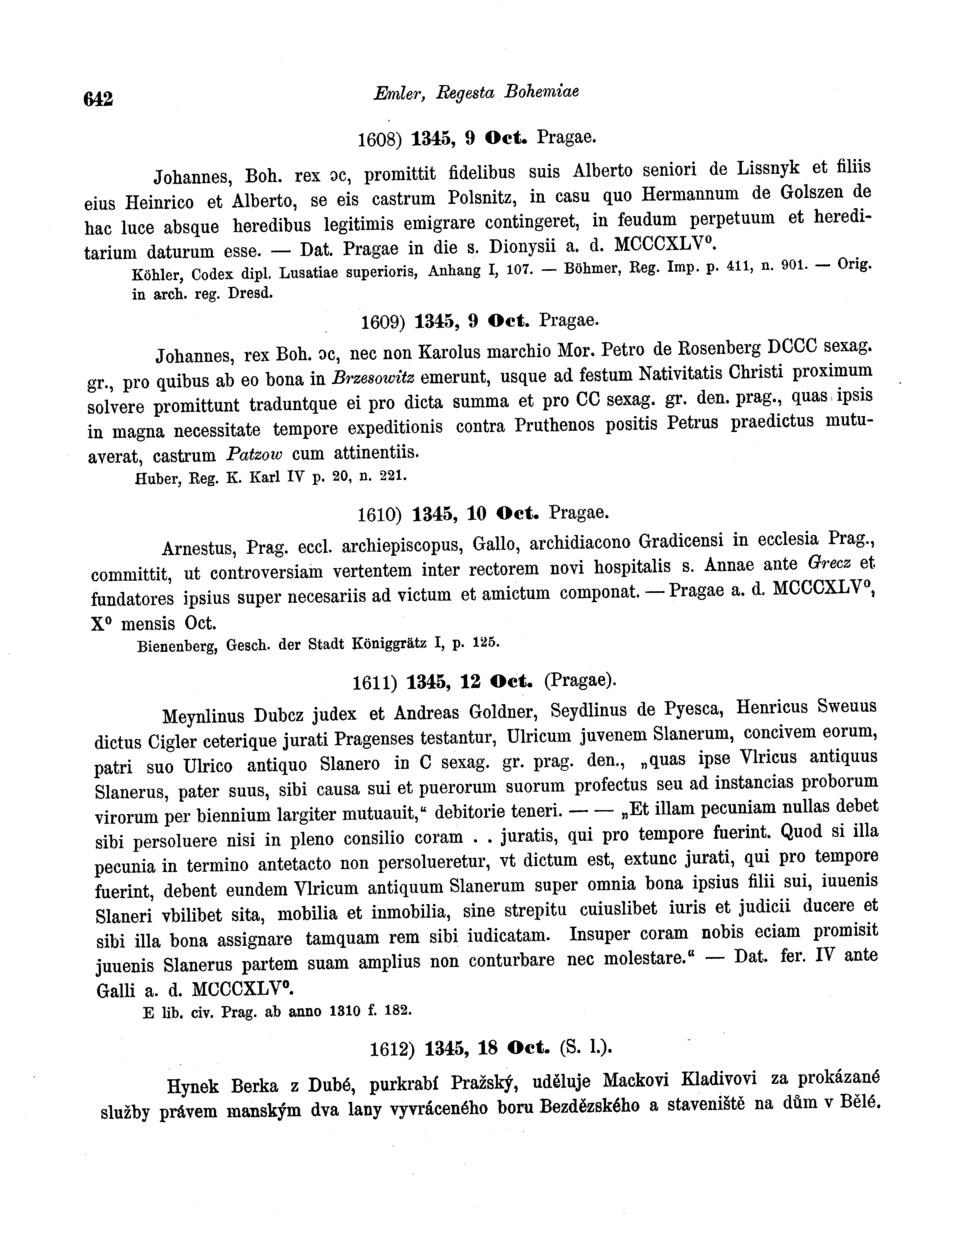 642
Emler, Regesta Bohemiae
1608) 1345, 9 Oct. Pragae.
Johannes, Boh. rex ↄc, promittit fidelibus suis Alberto seniori de Lissnyk et filiis
eius Heinrico et Alberto, se eis castrum Polsnitz, in casu quo Hermannum de Golszen de
hac luce absque heredibus legitimis emigrare contingeret, in feudum perpetuum et heredi-
tarium daturum esse. — Dat. Pragae in die s. Dionysii a. d. MCCCXLV⁰.
Köhler, Codex dipl. Lusatiae superioris, Anhang I, 107. — Böhmer, Reg. Imp. p. 411, n. 901. — Orig.
in arch. reg. Dresd.
1609) 1345, 9 Oct. Pragae.
Johannes, rex Boh. ↄc, nec non Karolus marchio Mor. Petro de Rosenberg DCCC sexag.
gr., pro quibus ab eo bona in Brzesowitz emerunt, usque ad festum Nativitatis Christi proximum
solvere promittunt traduntque ei pro dicta summa et pro CC sexag. gr. den. prag., quas ipsis
in magna necessitate tempore expeditionis contra Pruthenos positis Petrus praedictus mutu-
averat, castrum Patzow cum attinentiis.
Huber, Reg. K. Karl IV p. 20, n. 221.
1610) 1345, 10 Oct. Pragae.
Arnestus, Prag. eccl. archiepiscopus, Gallo, archidiacono Gradicensi in ecclesia Prag.,
committit, ut controversiam vertentem inter rectorem novi hospitalis s. Annae ante Grecz et
fundatores ipsius super necesariis ad victum et amictum componat. — Pragae a. d. MCCCXLV⁰,
X⁰ mensis Oct.
Bienenberg, Gesch. der Stadt Königgrätz I, p. 125.
1611) 1345, 12 Oct. (Pragae).
Meynlinus Dubcz judex et Andreas Goldner, Seydlinus de Pyesca, Henricus Sweuus
dictus Cigler ceterique jurati Pragenses testantur, Ulricum juvenem Slanerum, concivem eorum,
patri suo Ulrico antiquo Slanero in C sexag. gr. prag. den., „quas ipse Vlricus antiquus
Slanerus, pater suus, sibi causa sui et puerorum suorum profectus seu ad instancias proborum
virorum per biennium largiter mutuauit,“ debitorie teneri. — — „Et illam pecuniam nullas debet
sibi persoluere nisi in pleno consilio coram . . juratis, qui pro tempore fuerint. Quod si illa
pecunia in termino antetacto non persolueretur, vt dictum est, extunc jurati, qui pro tempore
fuerint, debent eundem Vlricum antiquum Slanerum super omnia bona ipsius filii sui, iuuenis
Slaneri vbilibet sita, mobilia et inmobilia, sine strepitu cuiuslibet iuris et judicii ducere et
sibi illa bona assignare tamquam rem sibi iudicatam. Insuper coram nobis eciam promisit
juuenis Slanerus partem suam amplius non conturbare nec molestare.“ — Dat. fer. IV ante
Galli a. d. MCCCXLV⁰.
E lib. civ. Prag. ab anno 1310 f. 182.
1612) 1345, 18 Oct. (S. l.).
Hynek Berka z Dubé, purkrabí Pražský, uděluje Mackovi Kladivovi za prokázané
služby právem manským dva lany vyvráceného boru Bezdězského a staveniště na dům v Bělé.